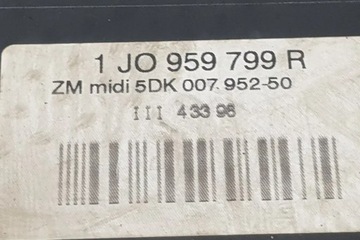 1 JO 959 799 R
ZM midi 5DK 007 952-50
III 43 98